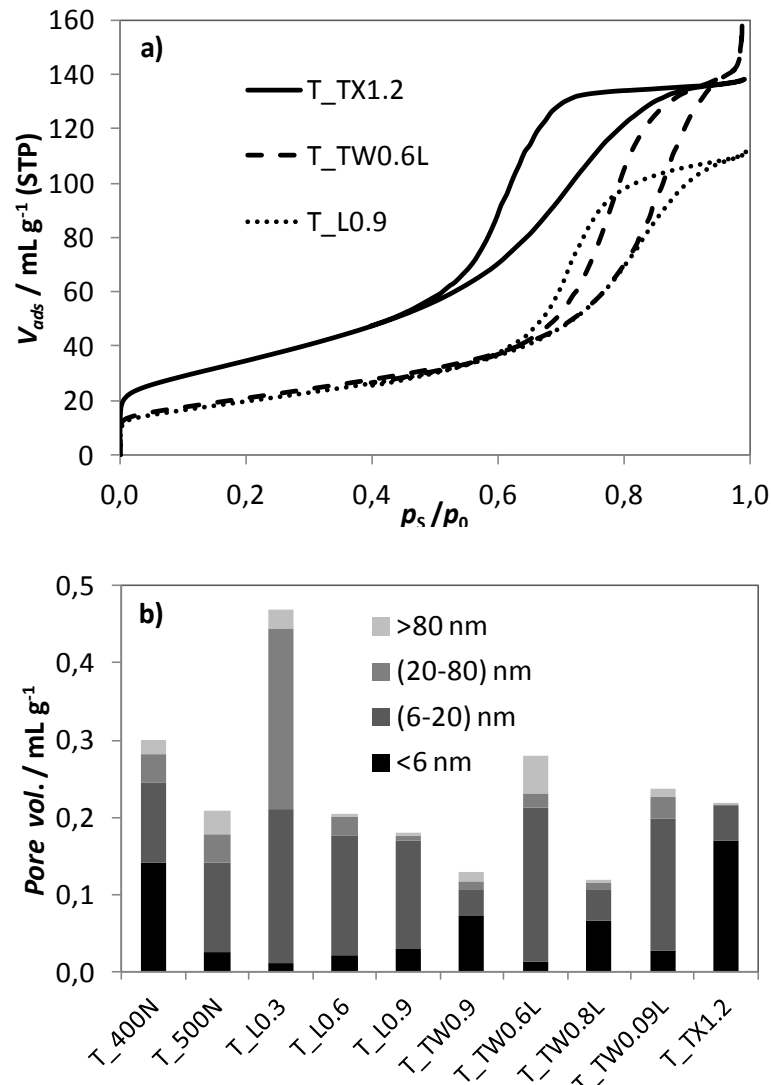 160
a)
140
T_TX1.2
120
T_TW0.6L
100
T_L0.9
80
60
40
20
0
V_ads / mL g⁻¹ (STP)
0,0 0,2 0,4 0,6 0,8 1,0
p_S/p_0
0,5
b)
>80 nm
0,4
(20-80) nm
(6-20) nm
0,3
<6 nm
0,2
0,1
0,0
Pore vol. / mL g⁻¹
T_400N
T_500N
T_L0.3
T_L0.6
T_L0.9
T_TW0.9
T_TW0.6L
T_TW0.8L
T_TW0.09L
T_TX1.2